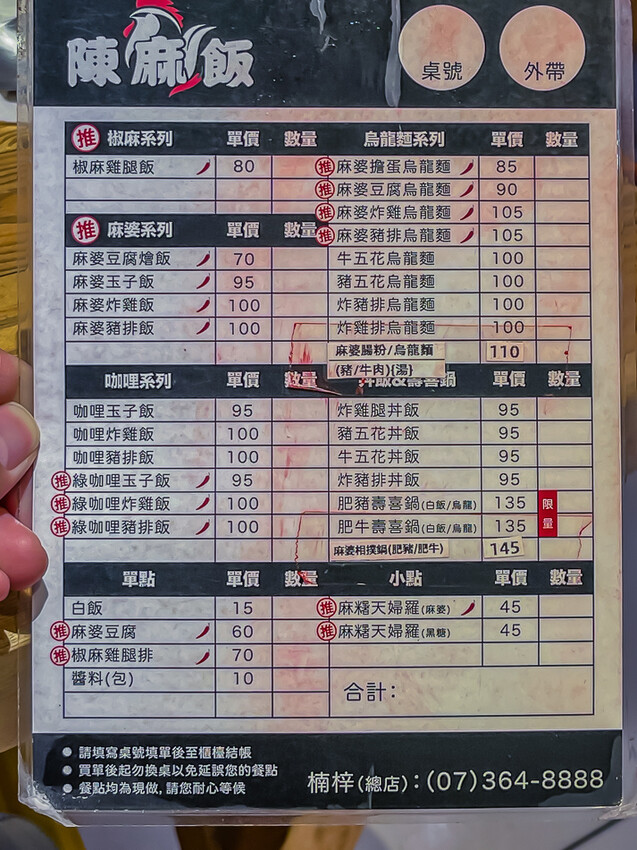 陳麻飯
桌號
外帶
推 椒麻系列 單價 數量
椒麻雞腿飯 80
推 麻婆系列 單價 數量
麻婆豆腐燴飯 70
麻婆玉子飯 95
麻婆炸雞飯 100
麻婆豬排飯 100
咖哩系列 單價 數量
咖哩玉子飯 95
咖哩炸雞飯 100
咖哩豬排飯 100
推 綠咖哩玉子飯 95
推 綠咖哩炸雞飯 100
推 綠咖哩豬排飯 100
單點 單價 數量
白飯 15
推 麻婆豆腐 60
推 椒麻雞腿排 70
醬料(包) 10
烏龍麵系列 單價 數量
推 麻婆擔蛋烏龍麵 85
推 麻婆豆腐烏龍麵 90
推 麻婆炸雞烏龍麵 105
推 麻婆豬排烏龍麵 105
牛五花烏龍麵 100
豬五花烏龍麵 100
炸豬排烏龍麵 100
炸雞排烏龍麵 100
麻婆腸粉/烏龍麵 110
(豬/牛肉){湯}
丼飯&壽喜鍋 單價 數量
炸雞腿丼飯 95
豬五花丼飯 95
牛五花丼飯 95
炸豬排丼飯 95
肥豬壽喜鍋(白飯/烏龍) 135 限
肥牛壽喜鍋(白飯/烏龍) 135 量
麻婆相撲鍋(肥豬/肥牛) 145
小點 單價 數量
推 麻糬天婦羅(麻婆) 45
推 麻糬天婦羅(黑糖) 45
合計：
● 請填寫桌號填單後至櫃檯結帳
● 買單後起勿換桌以免延誤您的餐點
● 餐點均為現做, 請您耐心等候
楠梓(總店)：(07)364-8888